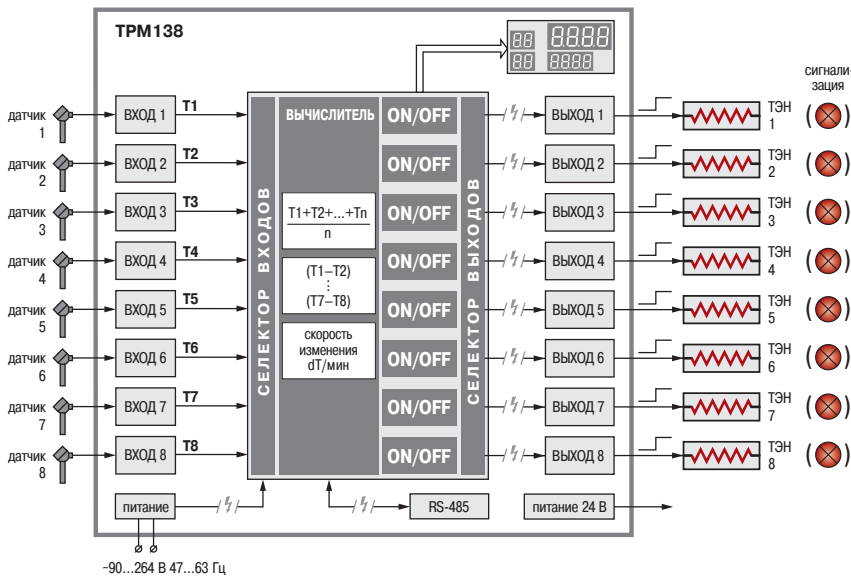 ТРМ138
88 8.8.8.8
88 8888
сигнали-
зация
датчик
1
ВХОД 1
T1
ВЫЧИСЛИТЕЛЬ
ON/OFF
ВЫХОД 1
ТЭН
1
датчик
2
ВХОД 2
T2
ON/OFF
ВЫХОД 2
ТЭН
2
датчик
3
ВХОД 3
T3
ON/OFF
ВЫХОД 3
ТЭН
3
датчик
4
ВХОД 4
T4
ON/OFF
ВЫХОД 4
ТЭН
4
датчик
5
ВХОД 5
T5
ON/OFF
ВЫХОД 5
ТЭН
5
датчик
6
ВХОД 6
T6
ON/OFF
ВЫХОД 6
ТЭН
6
датчик
7
ВХОД 7
T7
ON/OFF
ВЫХОД 7
ТЭН
7
датчик
8
ВХОД 8
T8
ON/OFF
ВЫХОД 8
ТЭН
8
СЕЛЕКТОР ВХОДОВ
T1+T2+...+Tn
n
(T1–T2)
⋮
(T7–T8)
скорость
изменения
dT/мин
СЕЛЕКТОР ВЫХОДОВ
питание
RS-485
питание 24 В
~90...264 В 47...63 Гц